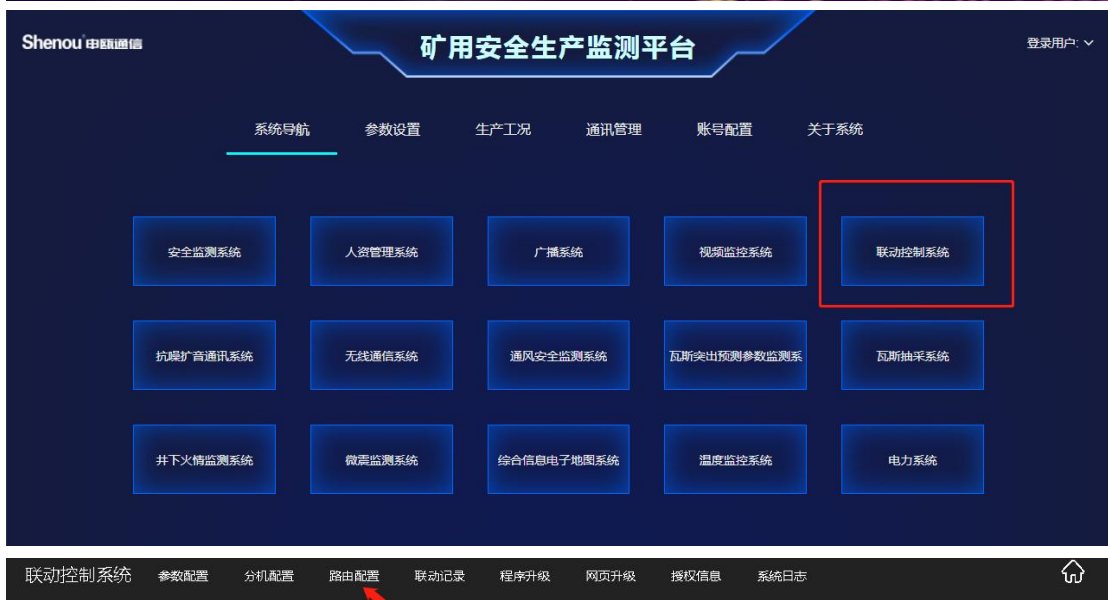 Shenou 申瓯通信
矿用安全生产监测平台
登录用户:
系统导航 参数设置 生产工况 通讯管理 账号配置 关于系统
安全监测系统 人资管理系统 广播系统 视频监控系统 联动控制系统
抗噪扩音通讯系统 无线通信系统 通风安全监测系统 瓦斯突出预测参数监测系 瓦斯抽采系统
井下火情监测系统 微震监测系统 综合信息电子地图系统 温度监控系统 电力系统
联动控制系统 参数配置 分机配置 路由配置 联动记录 程序升级 网页升级 授权信息 系统日志